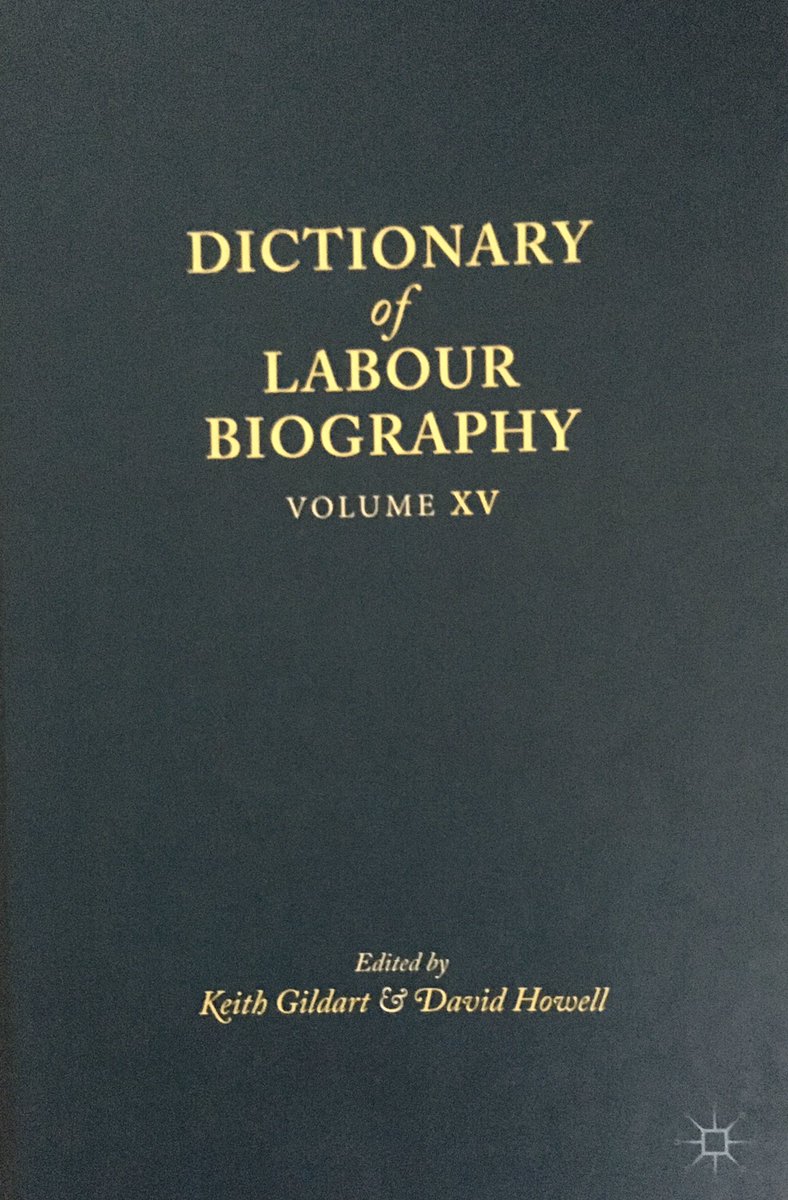 DICTIONARY
of
LABOUR
BIOGRAPHY
VOLUME XV
Edited by
Keith Gildart & David Howell